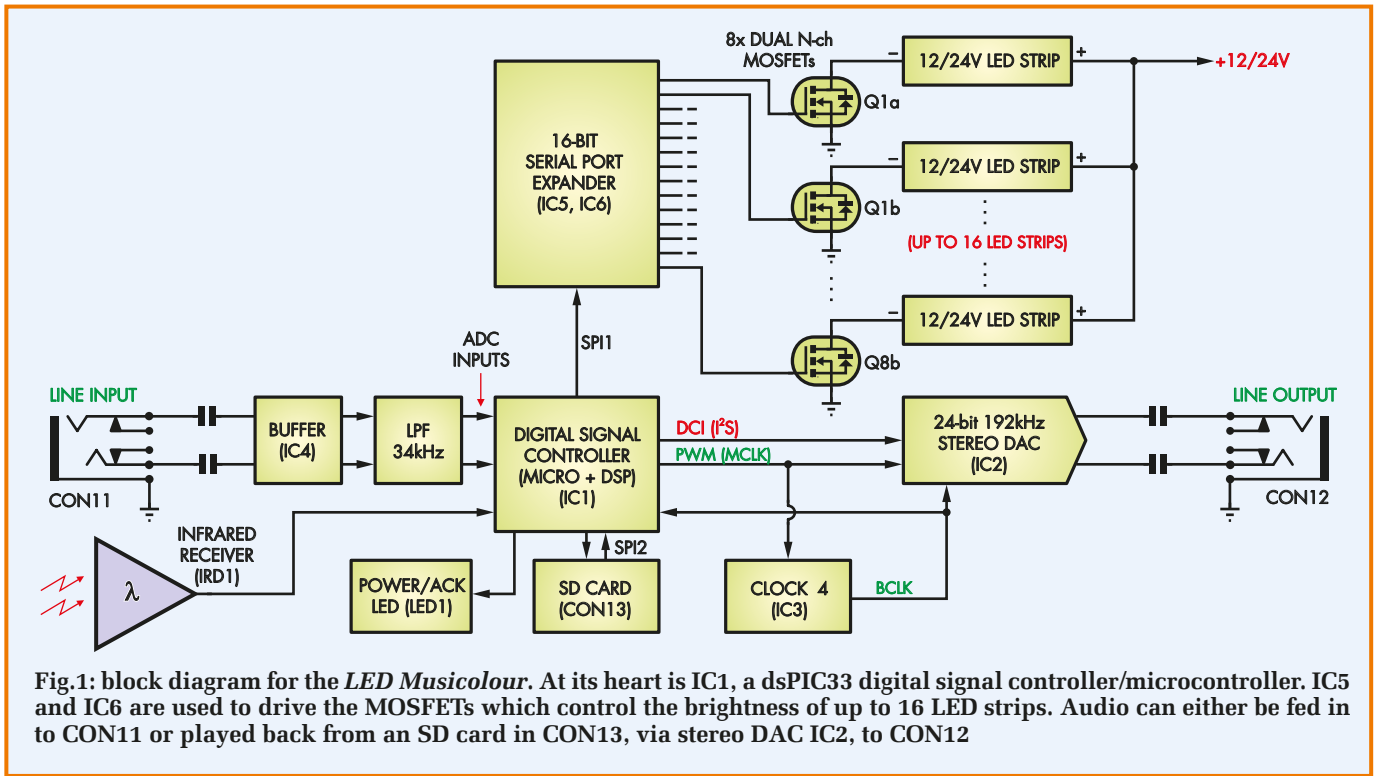 8x DUAL N-ch
MOSFETs
12/24V LED STRIP
– +
+12/24V
Q1a
16-BIT
SERIAL PORT
EXPANDER
(IC5, IC6)
12/24V LED STRIP
– +
Q1b
(UP TO 16 LED STRIPS)
12/24V LED STRIP
– +
Q8b
SPI1
ADC
INPUTS
LINE INPUT
CON11
BUFFER
(IC4)
LPF
34kHz
DIGITAL SIGNAL
CONTROLLER
(MICRO + DSP)
(IC1)
DCI (I²S)
PWM (MCLK)
24-bit 192kHz
STEREO DAC
(IC2)
LINE OUTPUT
CON12
INFRARED
RECEIVER
(IRD1)
λ
POWER/ACK
LED (LED1)
SPI2
SD CARD
(CON13)
CLOCK 4
(IC3)
BCLK
Fig.1: block diagram for the LED Musicolour. At its heart is IC1, a dsPIC33 digital signal controller/microcontroller. IC5
and IC6 are used to drive the MOSFETs which control the brightness of up to 16 LED strips. Audio can either be fed in
to CON11 or played back from an SD card in CON13, via stereo DAC IC2, to CON12